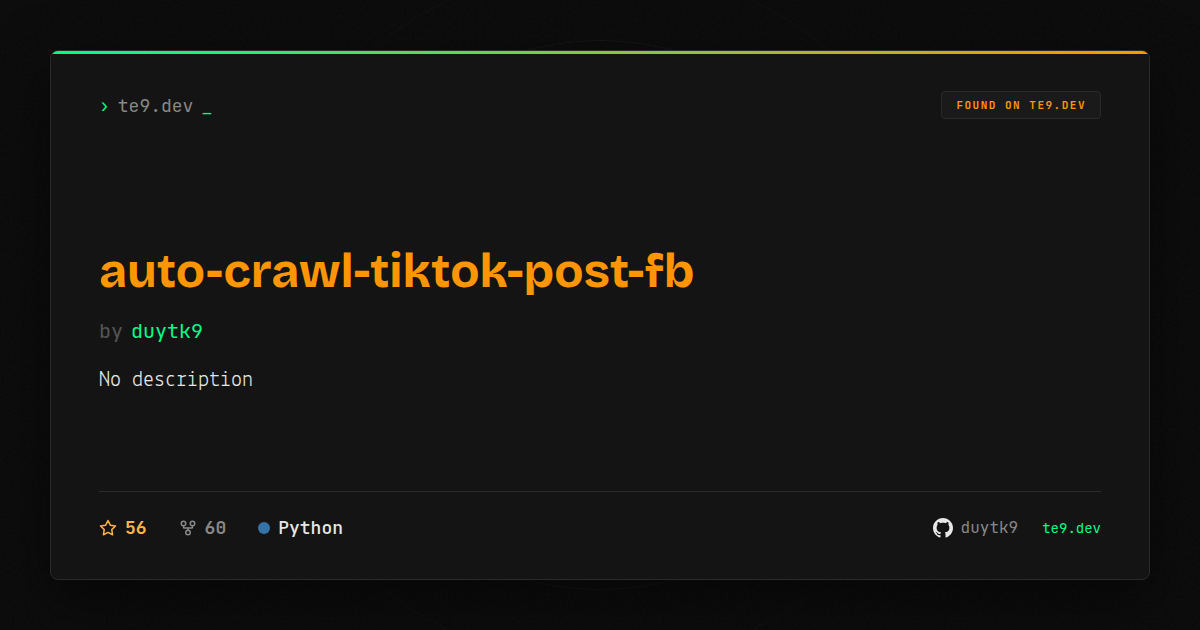 › te9.dev _
FOUND ON TE9.DEV
auto-crawl-tiktok-post-fb
by duytk9
No description
56 60 Python
duytk9 te9.dev